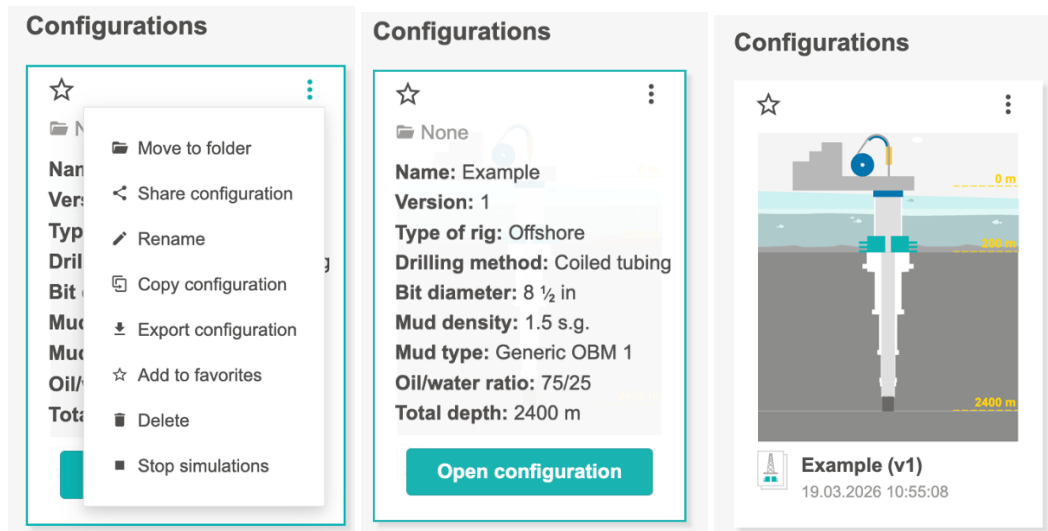 Configurations
Move to folder
Share configuration
Rename
Copy configuration
Export configuration
Add to favorites
Delete
Stop simulations
Configurations
None
Name: Example
Version: 1
Type of rig: Offshore
Drilling method: Coiled tubing
Bit diameter: 8 ½ in
Mud density: 1.5 s.g.
Mud type: Generic OBM 1
Oil/water ratio: 75/25
Total depth: 2400 m
Open configuration
Configurations
0 m
200 m
2400 m
Example (v1)
19.03.2026 10:55:08